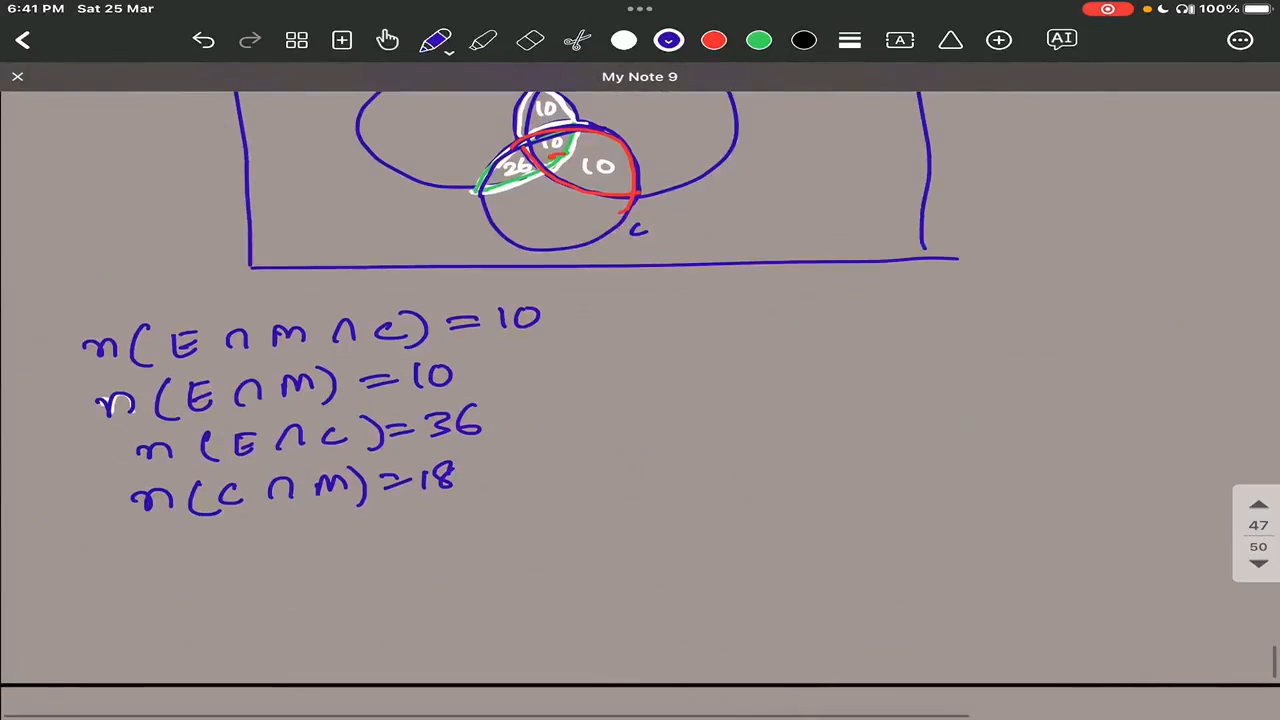 6:41 PM Sat 25 Mar
100%
A
AI
My Note 9
10
10
26
10
C
n(E ∩ M ∩ C) = 10
n(E ∩ M) = 10
n(E ∩ C) = 36
n(C ∩ M) = 18
47
50